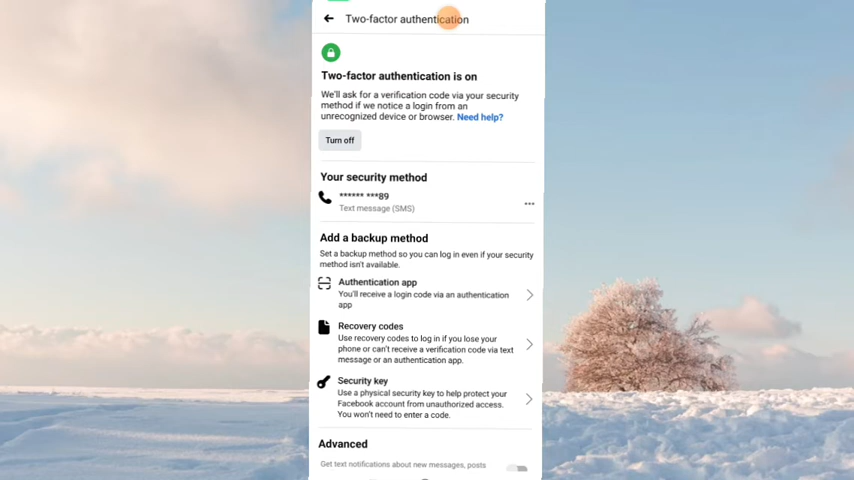 Two-factor authentication
Two-factor authentication is on
We'll ask for a verification code via your security
method if we notice a login from an
unrecognized device or browser. Need help?
Turn off
Your security method
****** ***89
Text message (SMS)
Add a backup method
Set a backup method so you can log in even if your security
method isn't available.
Authentication app
You'll receive a login code via an authentication
app
Recovery codes
Use recovery codes to log in if you lose your
phone or can't receive a verification code via text
message or an authentication app.
Security key
Use a physical security key to help protect your
Facebook account from unauthorized access.
You won't need to enter a code.
Advanced
Get text notifications about new messages, posts